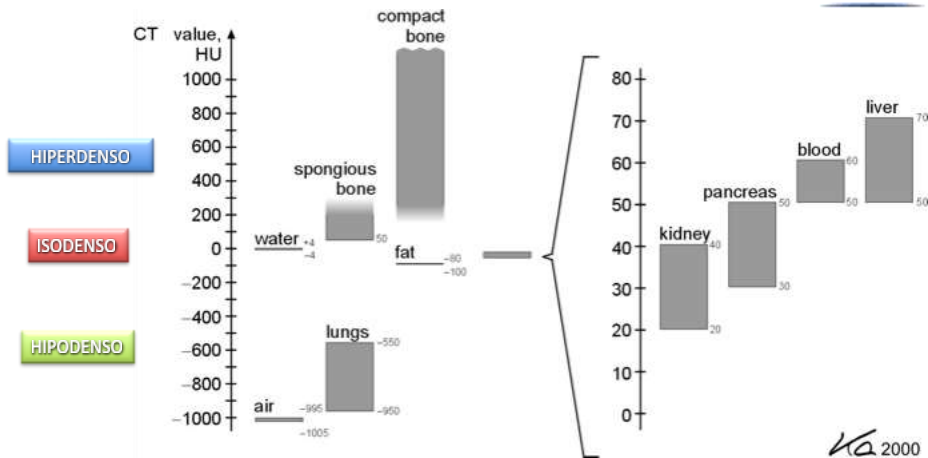 CT value, HU
1000
800
600
400
200
0
–200
–400
–600
–800
–1000
HIPERDENSO
ISODENSO
HIPODENSO
water
+4
–4
spongious
bone
50
compact
bone
fat
–80
–100
lungs
–550
–950
air
–995
–1005
80
70
60
50
40
30
20
10
0
kidney
40
20
pancreas
50
30
blood
60
50
liver
70
50
Ka 2000